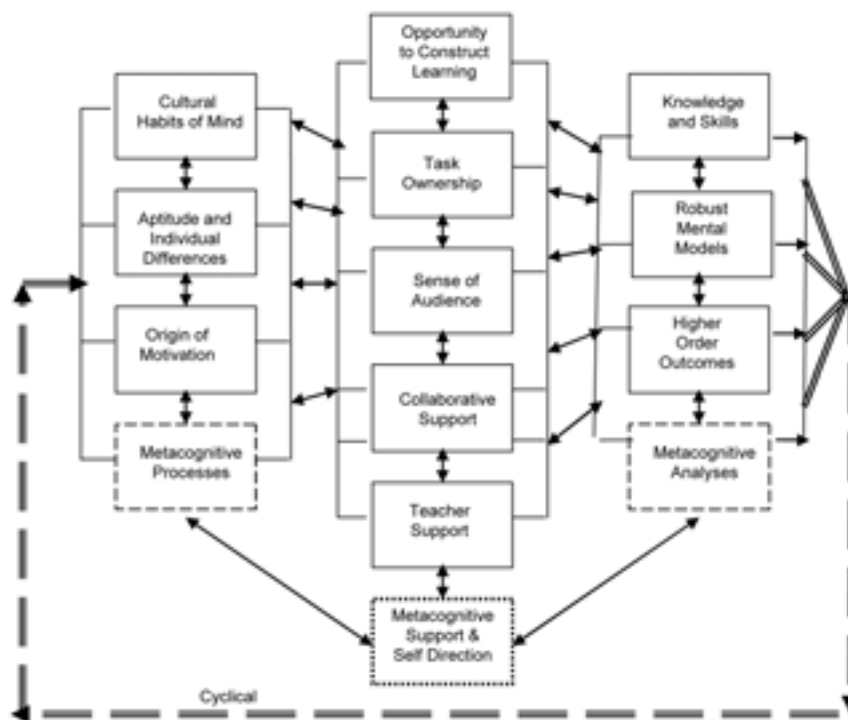 Cultural
Habits of Mind
Aptitude and
Individual
Differences
Origin of
Motivation
Metacognitive
Processes
Opportunity
to Construct
Learning
Task
Ownership
Sense of
Audience
Collaborative
Support
Teacher
Support
Metacognitive
Support &
Self Direction
Knowledge
and Skills
Robust
Mental
Models
Higher
Order
Outcomes
Metacognitive
Analyses
Cyclical